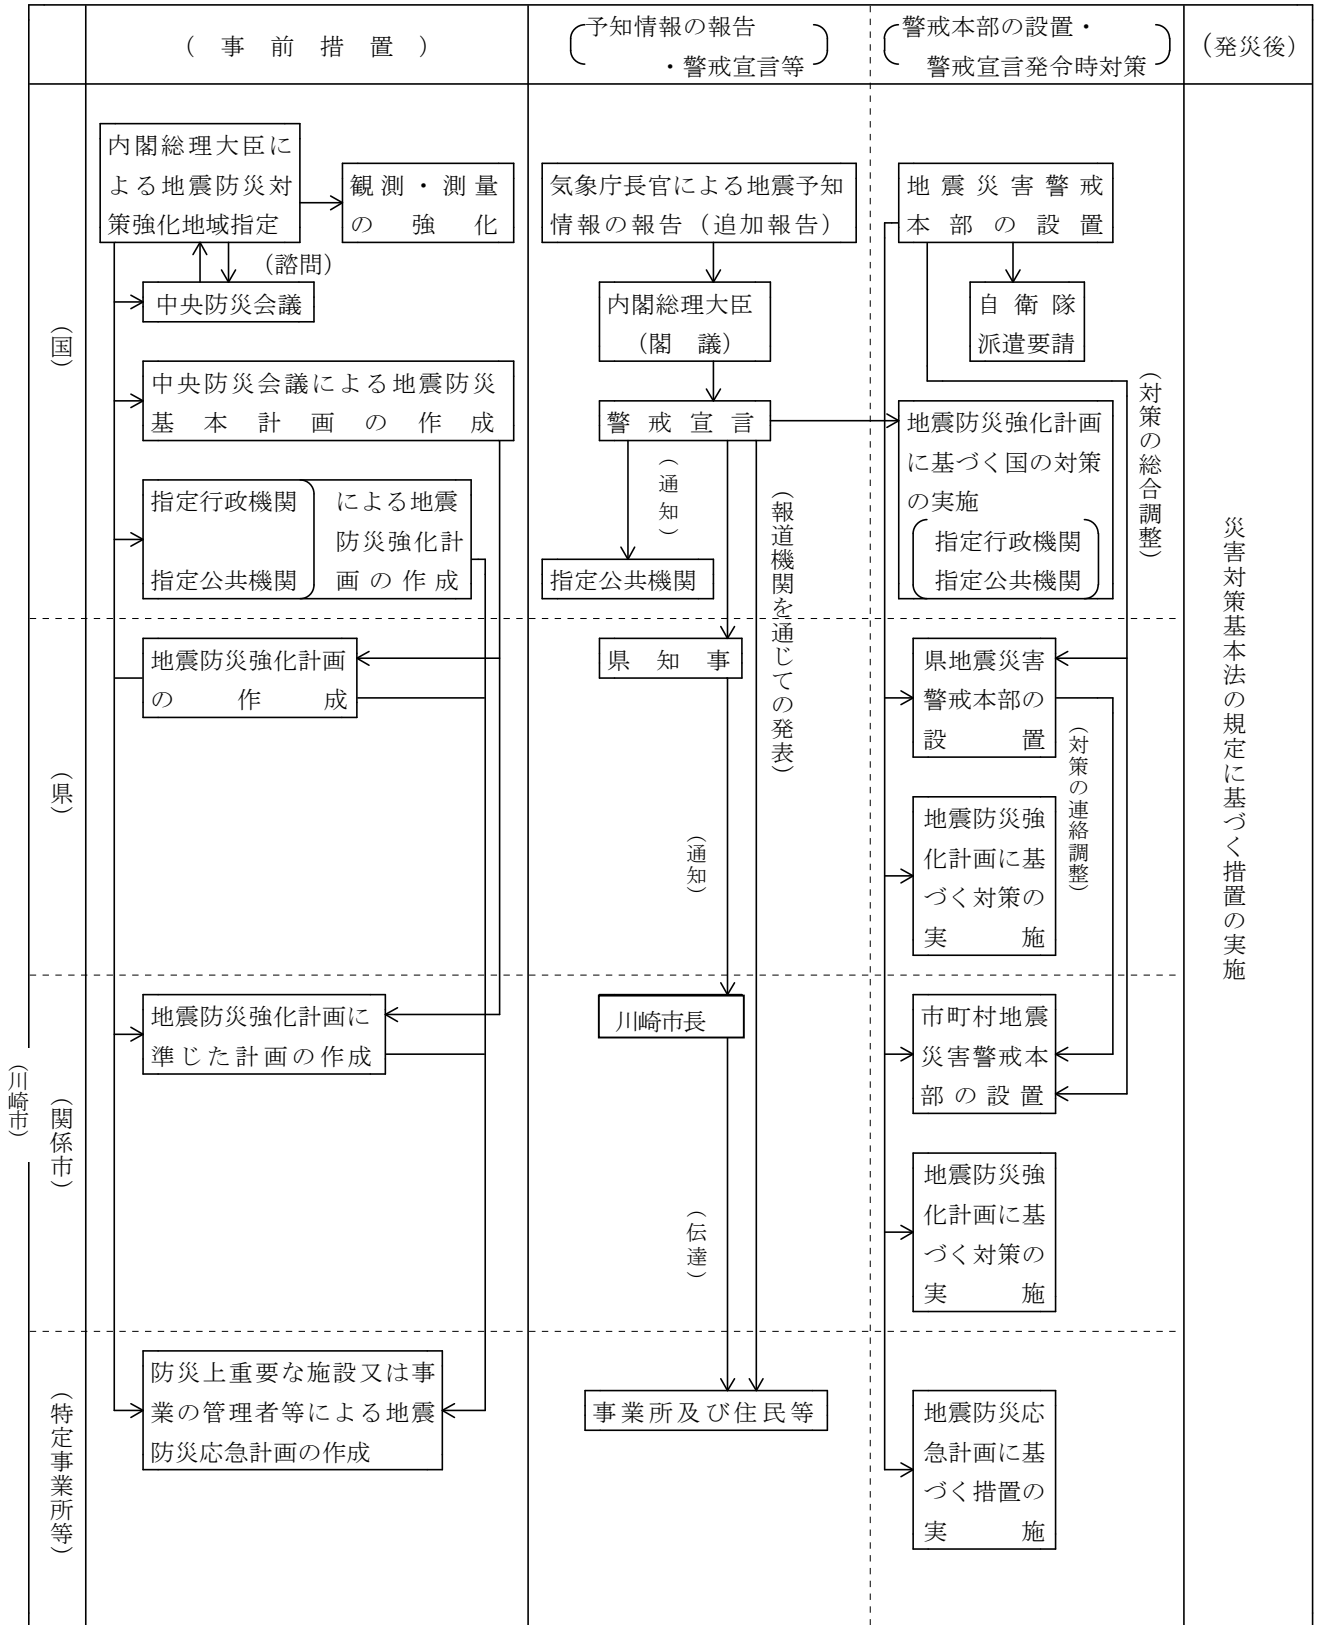 （事前措置）
予知情報の報告
・警戒宣言等
警戒本部の設置・
警戒宣言発令時対策
（発災後）
（国）
内閣総理大臣に
よる地震防災対
策強化地域指定
観測・測量
の強化
（諮問）
中央防災会議
中央防災会議による地震防災
基本計画の作成
指定行政機関
指定公共機関
による地震
防災強化計
画の作成
気象庁長官による地震予知
情報の報告（追加報告）
内閣総理大臣
（閣議）
警戒宣言
（通知）
指定公共機関
（報道機関を通じての発表）
地震災害警戒
本部の設置
自衛隊
派遣要請
地震防災強化計画
に基づく国の対策
の実施
指定行政機関
指定公共機関
（対策の総合調整）
災害対策基本法の規定に基づく措置の実施
（県）
地震防災強化計画
の作成
県知事
（通知）
県地震災害
警戒本部の
設置
（対策の連絡調整）
地震防災強
化計画に基
づく対策の
実施
（川崎市）
（関係市）
地震防災強化計画に
準じた計画の作成
川崎市長
（伝達）
市町村地震
災害警戒本
部の設置
地震防災強
化計画に基
づく対策の
実施
（特定事業所等）
防災上重要な施設又は事
業の管理者等による地震
防災応急計画の作成
事業所及び住民等
地震防災応
急計画に基
づく措置の
実施